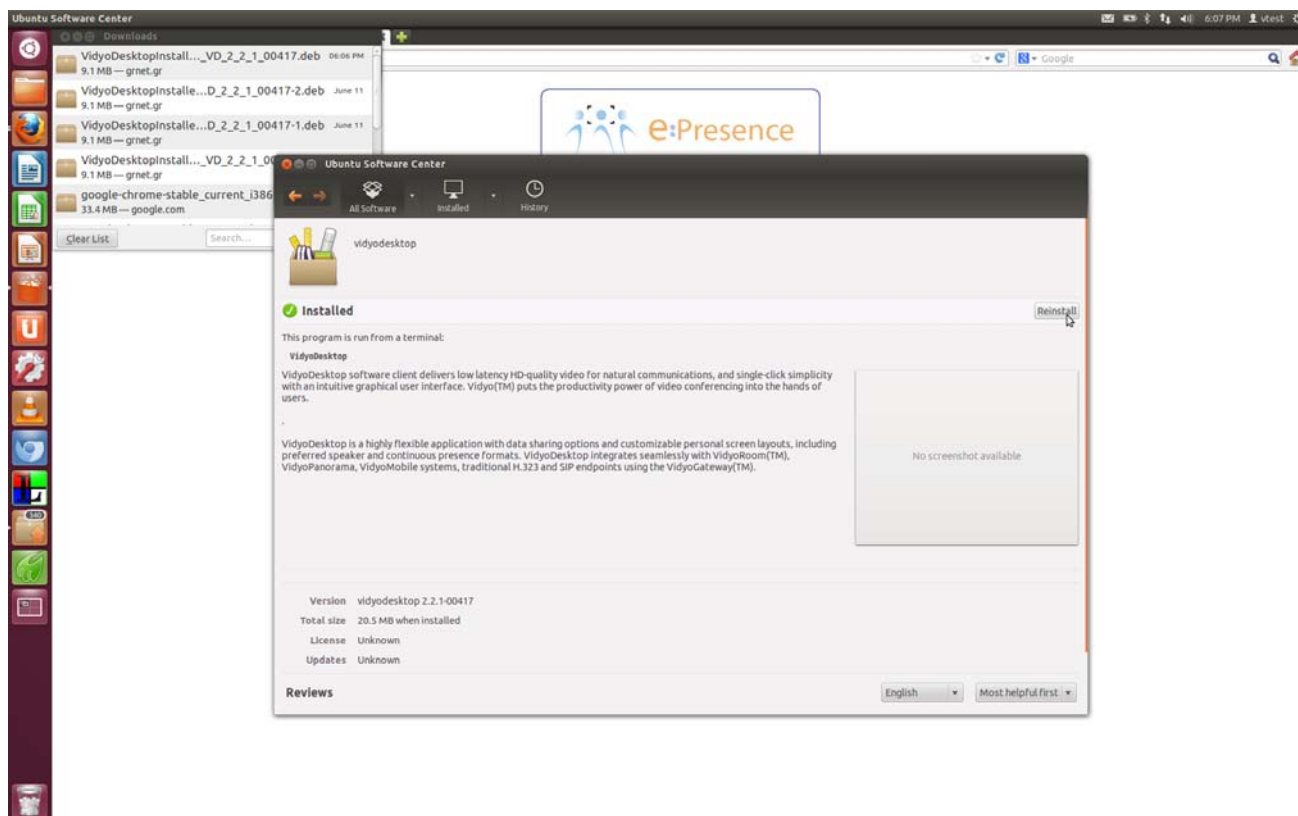 Ubuntu Software Center
6:07 PM
vtest
Downloads
VidyoDesktopInstall..._VD_2_2_1_00417.deb 06:06 PM
9.1 MB — grnet.gr
VidyoDesktopInstalle...D_2_2_1_00417-2.deb June 11
9.1 MB — grnet.gr
VidyoDesktopInstalle...D_2_2_1_00417-1.deb June 11
9.1 MB — grnet.gr
VidyoDesktopInstall..._VD_2_2_1_00
9.1 MB — grnet.gr
google-chrome-stable_current_i386
33.4 MB — google.com
Clear List
Search...
Google
e:Presence
Ubuntu Software Center
All Software
Installed
History
vidyodesktop
Installed
Reinstall
This program is run from a terminal:
VidyoDesktop
VidyoDesktop software client delivers low latency HD-quality video for natural communications, and single-click simplicity
with an intuitive graphical user interface. Vidyo(TM) puts the productivity power of video conferencing into the hands of
users.
.
VidyoDesktop is a highly flexible application with data sharing options and customizable personal screen layouts, including
preferred speaker and continuous presence formats. VidyoDesktop integrates seamlessly with VidyoRoom(TM),
VidyoPanorama, VidyoMobile systems, traditional H.323 and SIP endpoints using the VidyoGateway(TM).
No screenshot available
Version vidyodesktop 2.2.1-00417
Total size 20.5 MB when installed
License Unknown
Updates Unknown
Reviews
English
Most helpful first
540